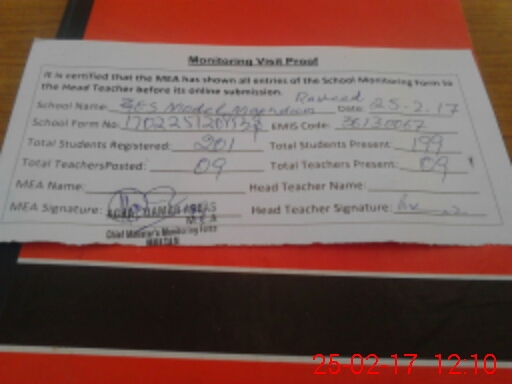 Monitoring Visit Proof
It is certified that the MEA has shown all entries of the School Monitoring Form to
the Head Teacher before its online submission.
School Name: Model Date: 25-2-17
School Form No: EMIS Code:
Total Students Registered: 201 Total Students Present: 199
Total Teachers Posted: 09 Total Teachers Present: 09
MEA Name: Head Teacher Name:
MEA Signature: Head Teacher Signature:
M E A
Chief Minister's Monitoring Force
25-02-17 12:10